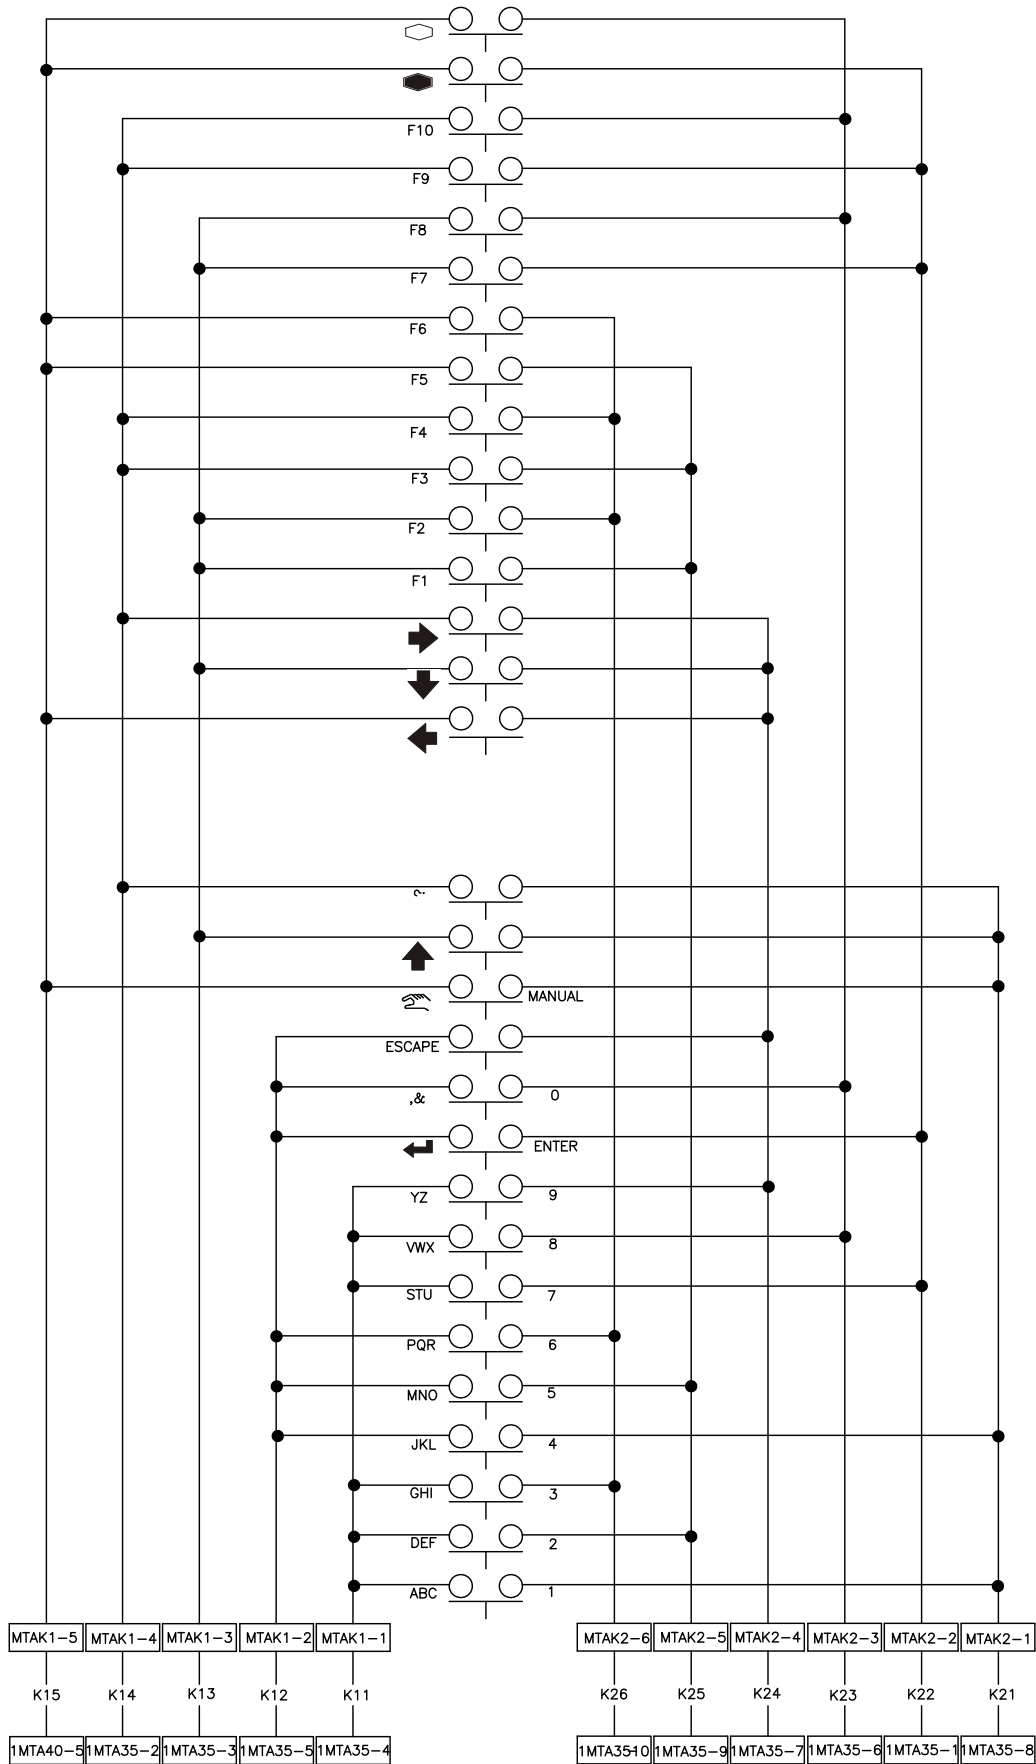 F10
F9
F8
F7
F6
F5
F4
F3
F2
F1
?
MANUAL
ESCAPE
,& 0
ENTER
YZ 9
VWX 8
STU 7
PQR 6
MNO 5
JKL 4
GHI 3
DEF 2
ABC 1
MTAK1-5 MTAK1-4 MTAK1-3 MTAK1-2 MTAK1-1 MTAK2-6 MTAK2-5 MTAK2-4 MTAK2-3 MTAK2-2 MTAK2-1
K15 K14 K13 K12 K11 K26 K25 K24 K23 K22 K21
1MTA40-5 1MTA35-2 1MTA35-3 1MTA35-5 1MTA35-4 1MTA35-10 1MTA35-9 1MTA35-7 1MTA35-6 1MTA35-1 1MTA35-8